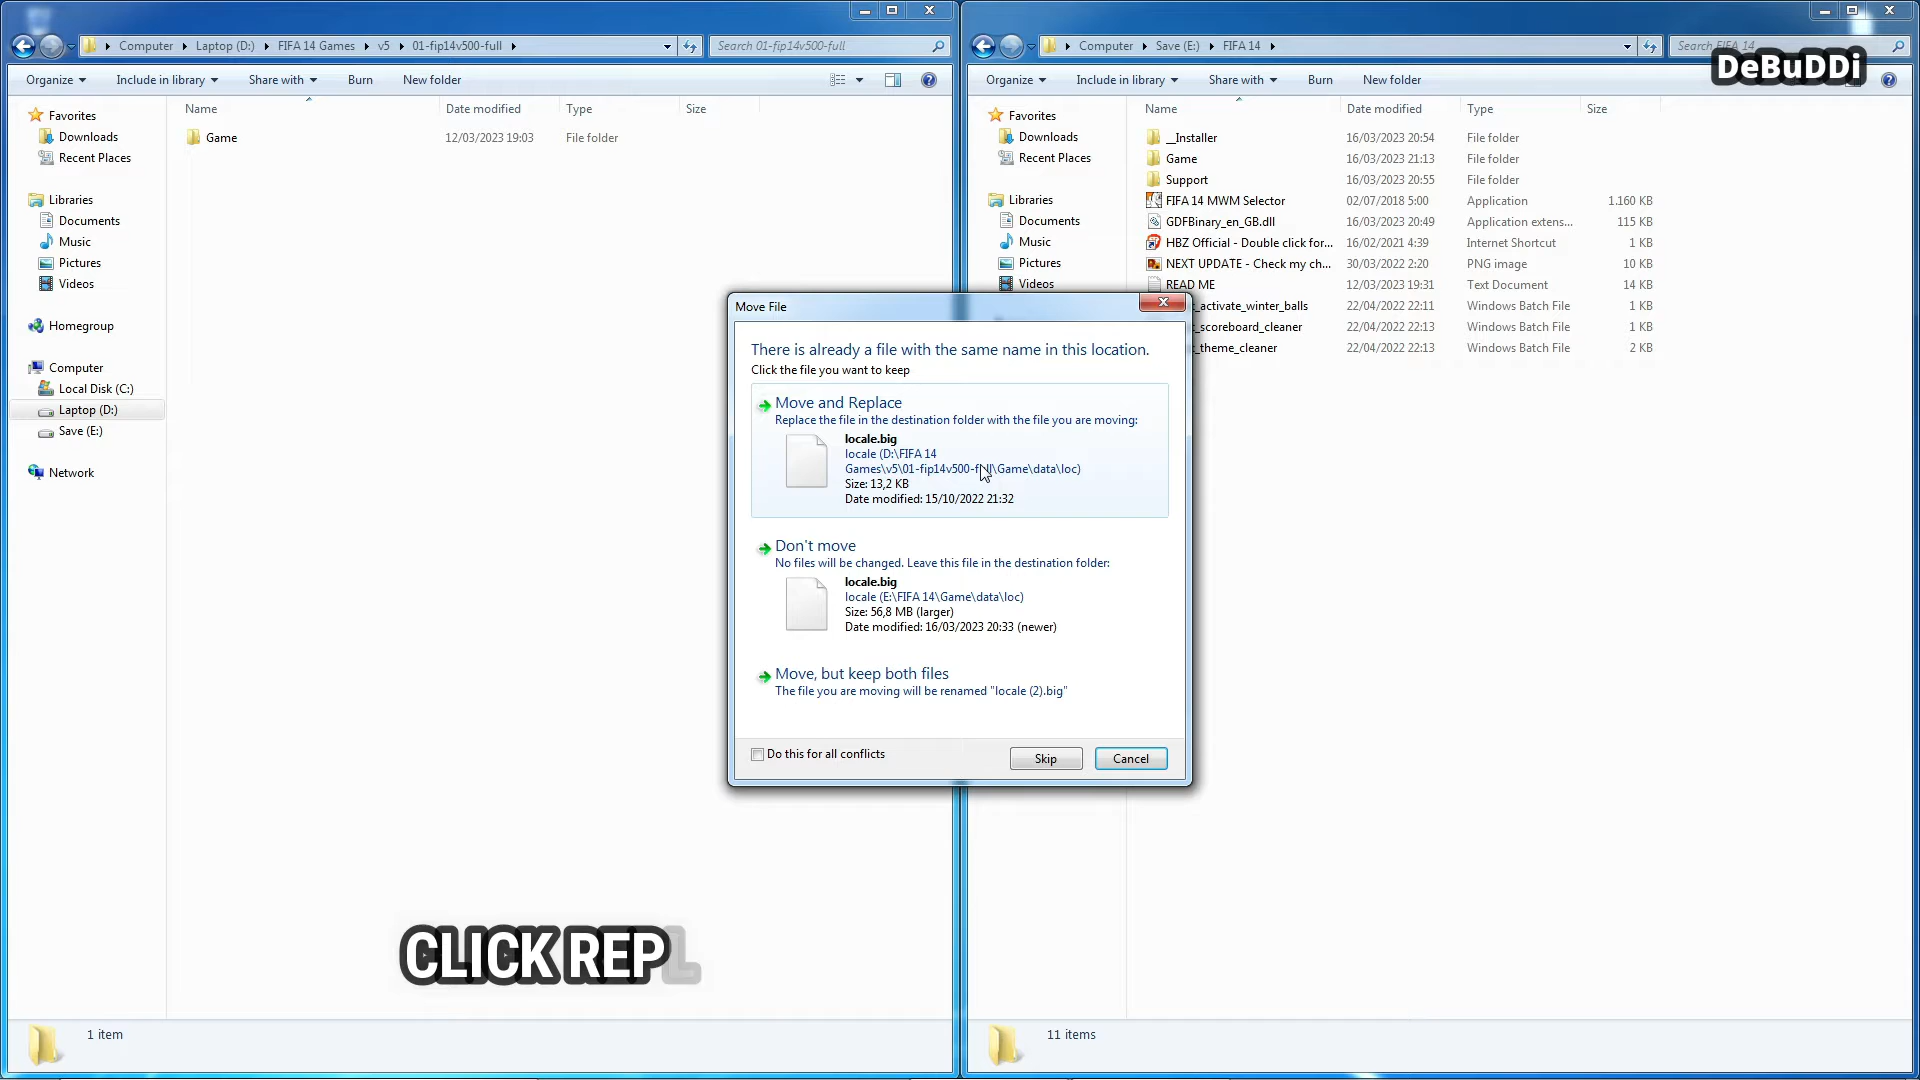 Computer Laptop (D:) FIFA 14 Games v5 01-fip14v500-full
Search 01-fip14v500-full
Organize Include in library Share with Burn New folder
Favorites
Downloads
Recent Places
Libraries
Documents
Music
Pictures
Videos
Homegroup
Computer
Local Disk (C:)
Laptop (D:)
Save (E:)
Network
Name Date modified Type Size
Game 12/03/2023 19:03 File folder
1 item
Computer Save (E:) FIFA 14
Search FIFA 14
DeBuDDi
Organize Include in library Share with Burn New folder
Favorites
Downloads
Recent Places
Libraries
Documents
Music
Pictures
Videos
Name Date modified Type Size
__Installer 16/03/2023 20:54 File folder
Game 16/03/2023 21:13 File folder
Support 16/03/2023 20:55 File folder
FIFA 14 MWM Selector 02/07/2018 5:00 Application 1.160 KB
GDFBinary_en_GB.dll 16/03/2023 20:49 Application extens... 115 KB
HBZ Official - Double click for... 16/02/2021 4:39 Internet Shortcut 1 KB
NEXT UPDATE - Check my ch... 30/03/2022 2:20 PNG image 10 KB
READ ME 12/03/2023 19:31 Text Document 14 KB
_activate_winter_balls 22/04/2022 22:11 Windows Batch File 1 KB
_scoreboard_cleaner 22/04/2022 22:13 Windows Batch File 1 KB
_theme_cleaner 22/04/2022 22:13 Windows Batch File 2 KB
11 items
Move File
There is already a file with the same name in this location.
Click the file you want to keep
Move and Replace
Replace the file in the destination folder with the file you are moving:
locale.big
locale (D:\FIFA 14
Games\v5\01-fip14v500-full\Game\data\loc)
Size: 13,2 KB
Date modified: 15/10/2022 21:32
Don't move
No files will be changed. Leave this file in the destination folder:
locale.big
locale (E:\FIFA 14\Game\data\loc)
Size: 56,8 MB (larger)
Date modified: 16/03/2023 20:33 (newer)
Move, but keep both files
The file you are moving will be renamed "locale (2).big"
Do this for all conflicts
Skip Cancel
CLICK REPL